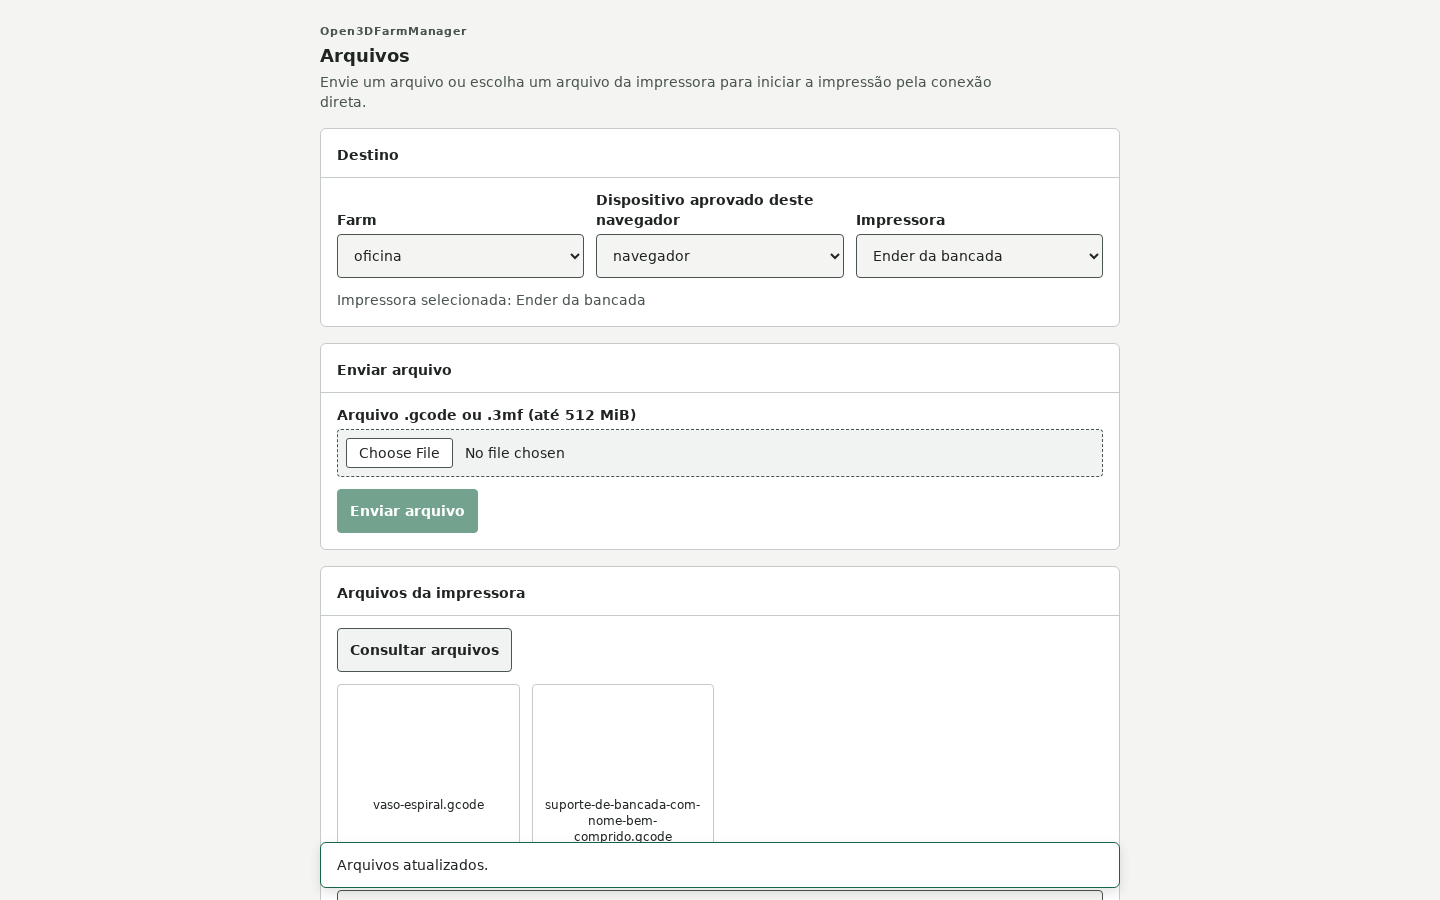 Open3DFarmManager
Arquivos
Envie um arquivo ou escolha um arquivo da impressora para iniciar a impressão pela conexão
direta.
Destino
Farm
Dispositivo aprovado deste
navegador
Impressora
oficina
navegador
Ender da bancada
Impressora selecionada: Ender da bancada
Enviar arquivo
Arquivo .gcode ou .3mf (até 512 MiB)
Choose File No file chosen
Enviar arquivo
Arquivos da impressora
Consultar arquivos
vaso-espiral.gcode
suporte-de-bancada-com-
nome-bem-
comprido.gcode
Arquivos atualizados.